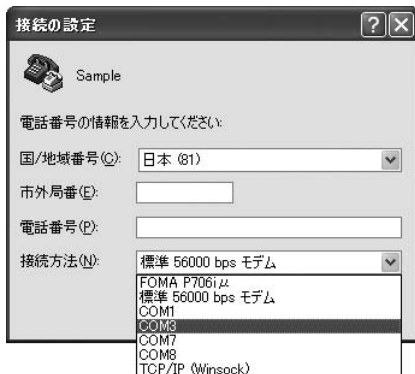 接続の設定
Sample
電話番号の情報を入力してください:
国/地域番号(C): 日本 (81)
市外局番(E):
電話番号(P):
接続方法(N): 標準 56000 bps モデム
FOMA P706iμ
標準 56000 bps モデム
COM1
COM3
COM7
COM8
TCP/IP (Winsock)